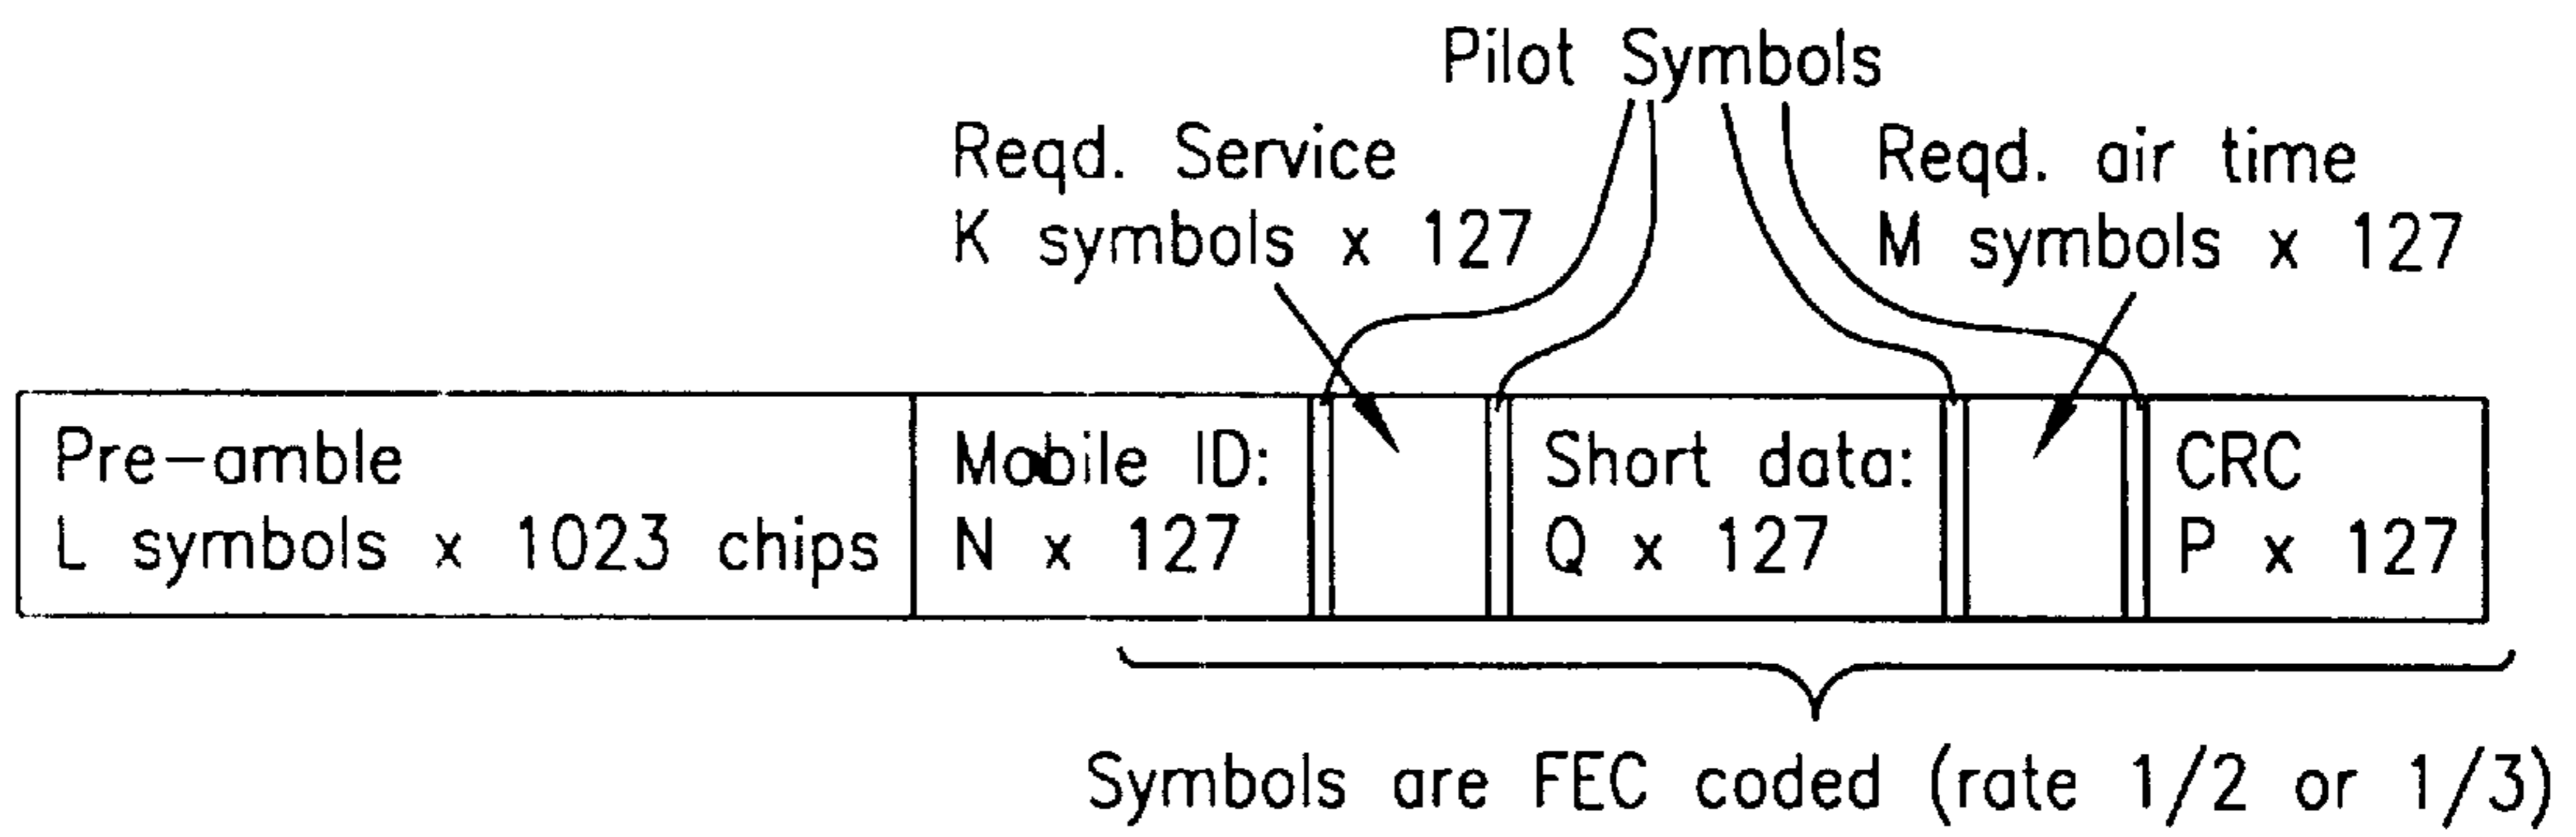 Pilot Symbols
Reqd. Service
K symbols x 127
Reqd. air time
M symbols x 127
Pre-amble
L symbols x 1023 chips
Mobile ID:
N x 127
Short data:
Q x 127
CRC
P x 127
Symbols are FEC coded (rate 1/2 or 1/3)